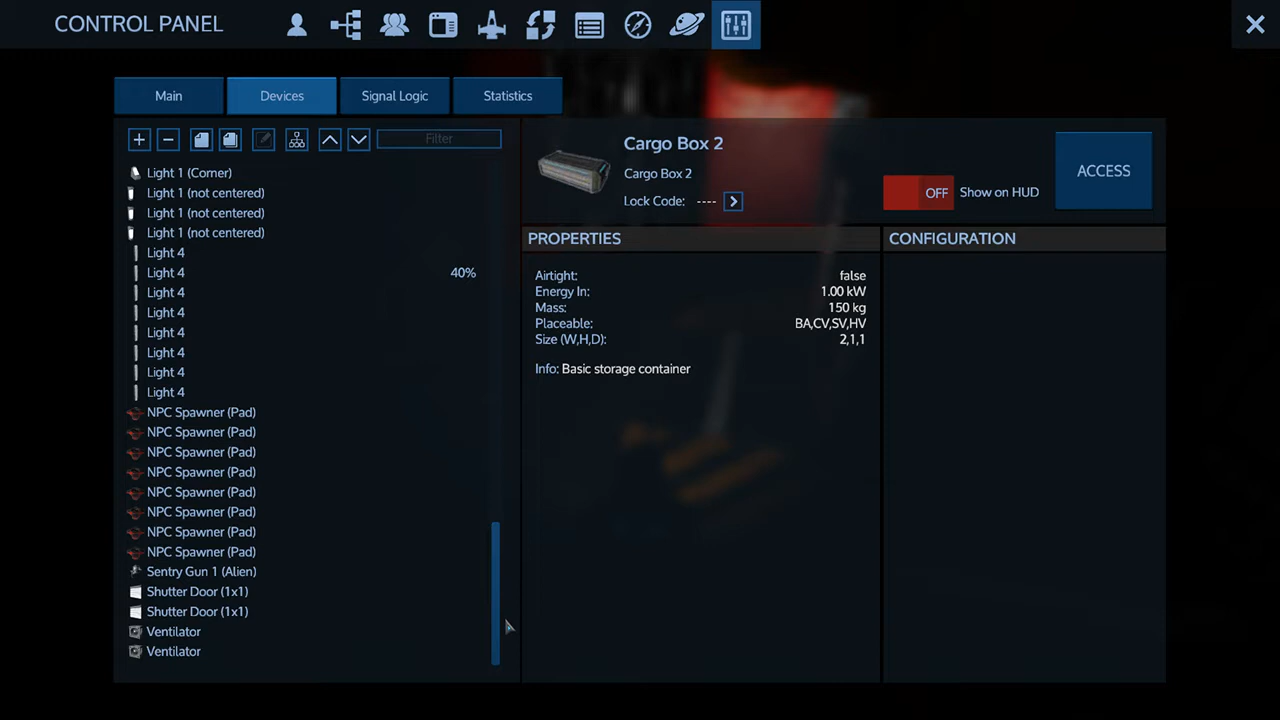 CONTROL PANEL
Main
Devices
Signal Logic
Statistics
Filter
Light 1 (Corner)
Light 1 (not centered)
Light 1 (not centered)
Light 1 (not centered)
Light 4
Light 4 40%
Light 4
Light 4
Light 4
Light 4
Light 4
Light 4
NPC Spawner (Pad)
NPC Spawner (Pad)
NPC Spawner (Pad)
NPC Spawner (Pad)
NPC Spawner (Pad)
NPC Spawner (Pad)
NPC Spawner (Pad)
NPC Spawner (Pad)
Sentry Gun 1 (Alien)
Shutter Door (1x1)
Shutter Door (1x1)
Ventilator
Ventilator
Cargo Box 2
Cargo Box 2
Lock Code: ----
OFF Show on HUD
ACCESS
PROPERTIES
Airtight: false
Energy In: 1.00 kW
Mass: 150 kg
Placeable: BA,CV,SV,HV
Size (W,H,D): 2,1,1
Info: Basic storage container
CONFIGURATION